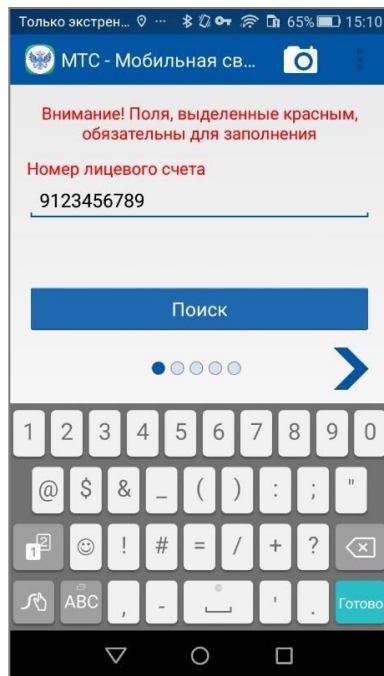 Только экстрен... ... 65% 15:10
МТС - Мобильная св...
Внимание! Поля, выделенные красным,
обязательны для заполнения
Номер лицевого счета
9123456789
Поиск
1 2 3 4 5 6 7 8 9 0
@ $ & _ ( ) : ; "
12 ! # = / + ?
ABC , - ' . Готово